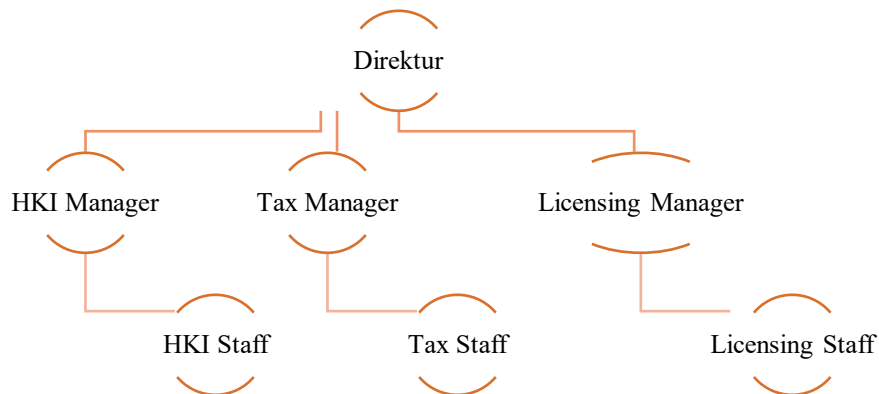 Direktur
HKI Manager
Tax Manager
Licensing Manager
HKI Staff
Tax Staff
Licensing Staff